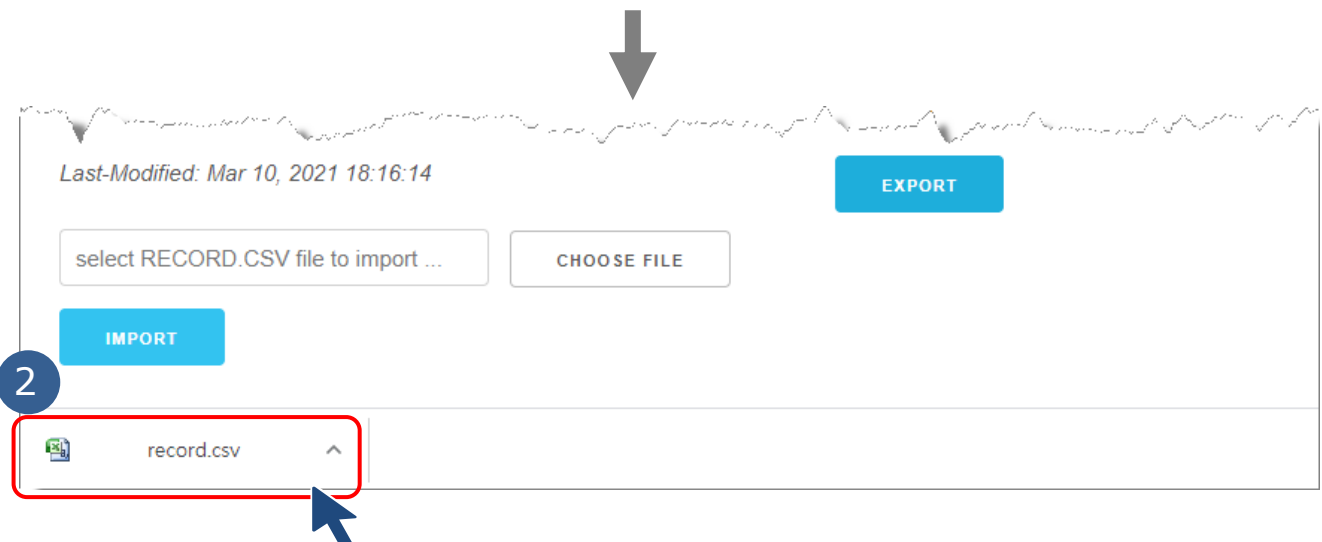 Last-Modified: Mar 10, 2021 18:16:14
EXPORT
select RECORD.CSV file to import ...
CHOOSE FILE
IMPORT
2
record.csv